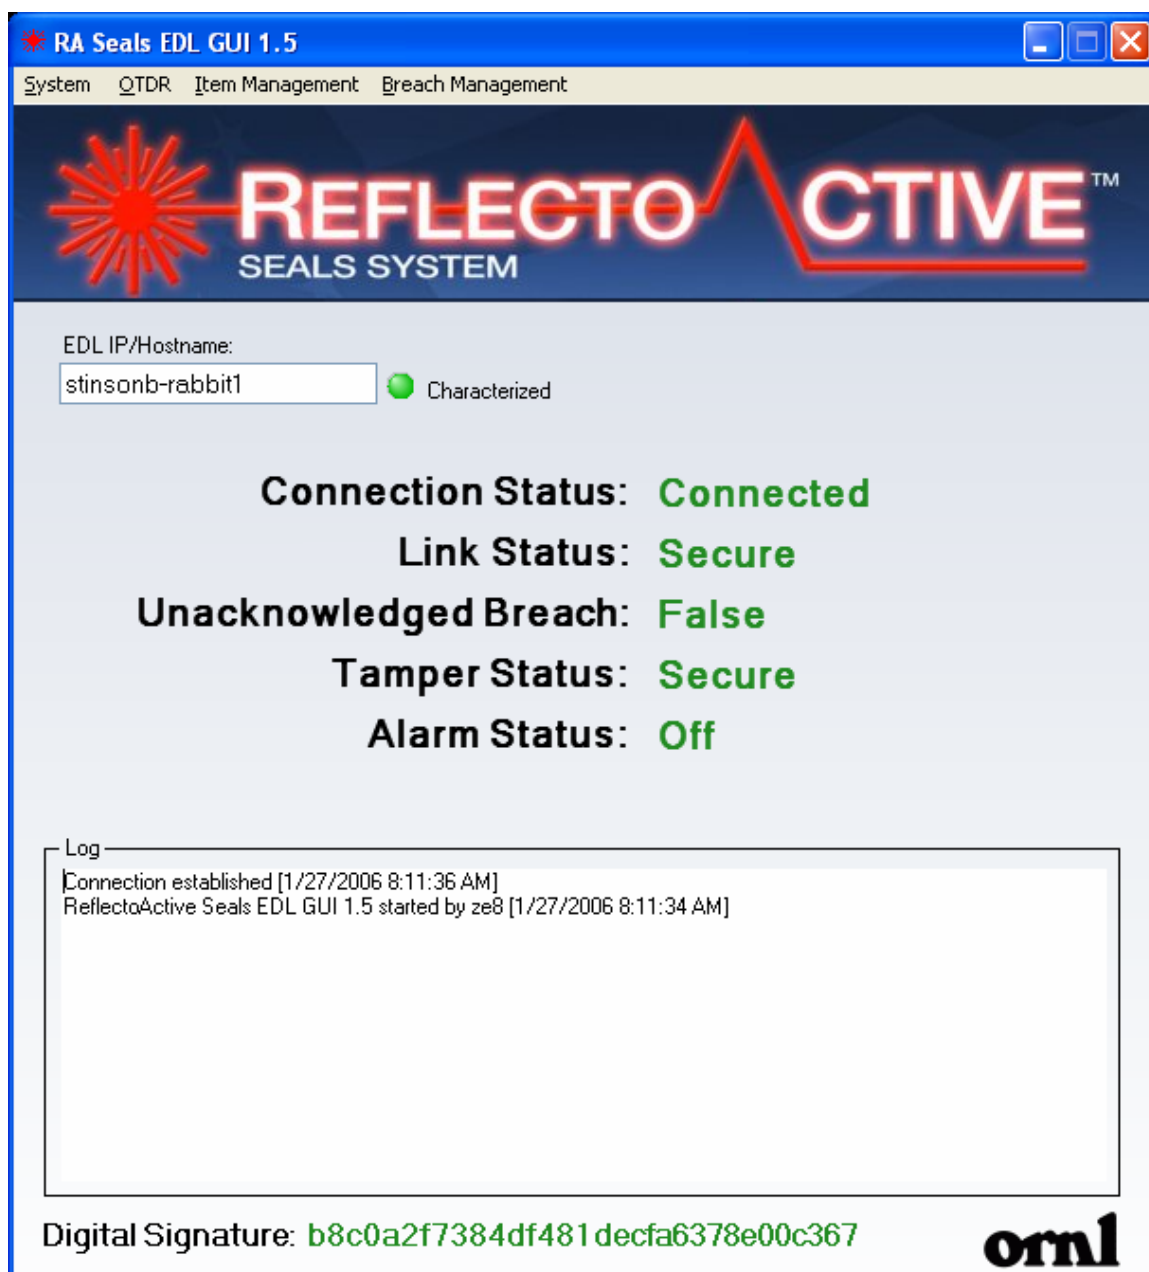 RA Seals EDL GUI 1.5
System OTDR Item Management Breach Management
REFLECTOACTIVE™
SEALS SYSTEM
EDL IP/Hostname:
stinsonb-rabbit1 Characterized
Connection Status: Connected
Link Status: Secure
Unacknowledged Breach: False
Tamper Status: Secure
Alarm Status: Off
Log
Connection established [1/27/2006 8:11:36 AM]
ReflectoActive Seals EDL GUI 1.5 started by ze8 [1/27/2006 8:11:34 AM]
Digital Signature: b8c0a2f7384df481decfa6378e00c367
ornl